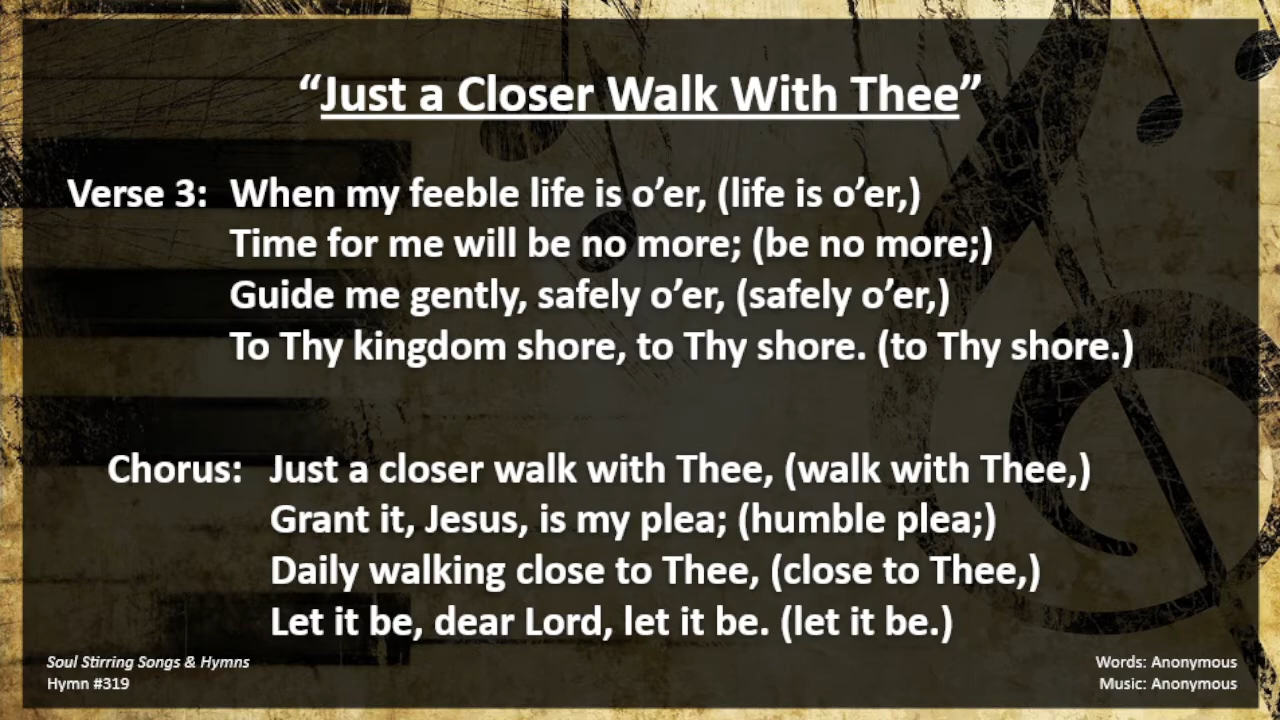 “Just a Closer Walk With Thee”
Verse 3: When my feeble life is o’er, (life is o’er,)
Time for me will be no more; (be no more;)
Guide me gently, safely o’er, (safely o’er,)
To Thy kingdom shore, to Thy shore. (to Thy shore.)
Chorus: Just a closer walk with Thee, (walk with Thee,)
Grant it, Jesus, is my plea; (humble plea;)
Daily walking close to Thee, (close to Thee,)
Let it be, dear Lord, let it be. (let it be.)
Soul Stirring Songs & Hymns
Hymn #319
Words: Anonymous
Music: Anonymous